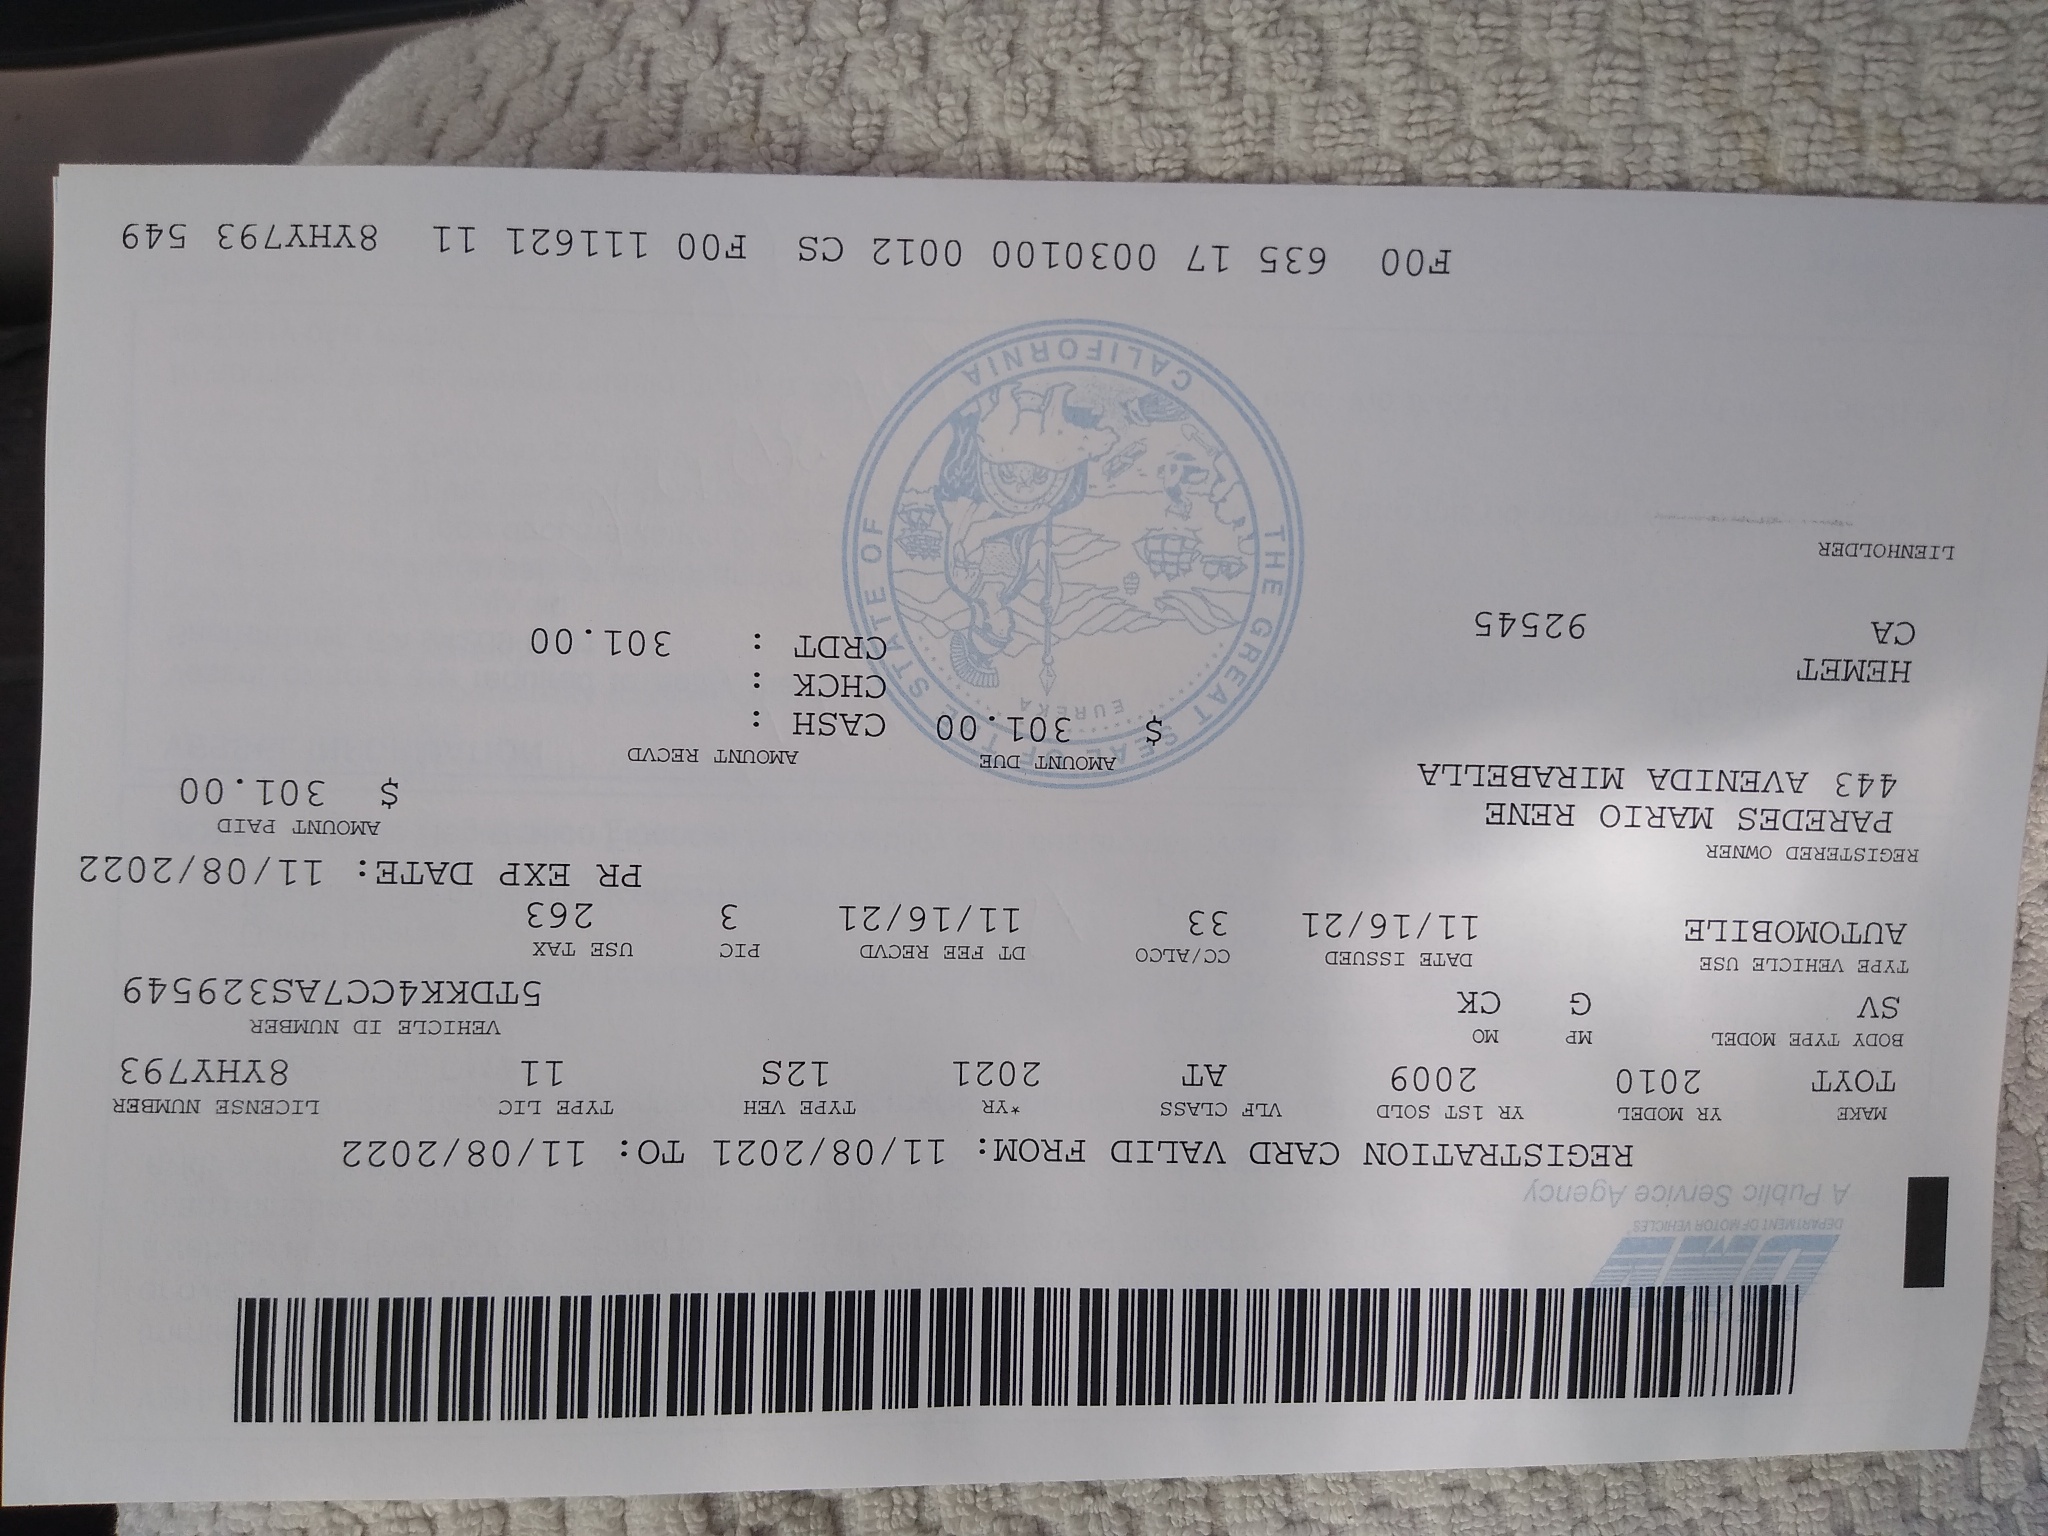 DMV
DEPARTMENT OF MOTOR VEHICLES
A Public Service Agency
REGISTRATION CARD VALID FROM: 11/08/2021 TO: 11/08/2022
MAKE YR MODEL YR 1ST SOLD VLF CLASS *YR TYPE VEH TYPE LIC LICENSE NUMBER
TOYT 2010 2009 AT 2021 12S 11 8YHY793
BODY TYPE MODEL MP MO VEHICLE ID NUMBER
SV G CK 5TDKK4CC7AS329549
TYPE VEHICLE USE DATE ISSUED CC/ALCO DT FEE RECVD PIC USE TAX
AUTOMOBILE 11/16/21 33 11/16/21 3 263
PR EXP DATE: 11/08/2022
REGISTERED OWNER
PAREDES MARIO RENE
443 AVENIDA MIRABELLA
AMOUNT PAID
$ 301.00
AMOUNT DUE AMOUNT RECVD
$ 301.00 CASH :
CHCK :
CRDT : 301.00
HEMET
CA 92545
LIENHOLDER
THE GREAT SEAL OF THE STATE OF CALIFORNIA
EUREKA
F00 635 17 0030100 0012 CS F00 111621 11 8YHY793 549